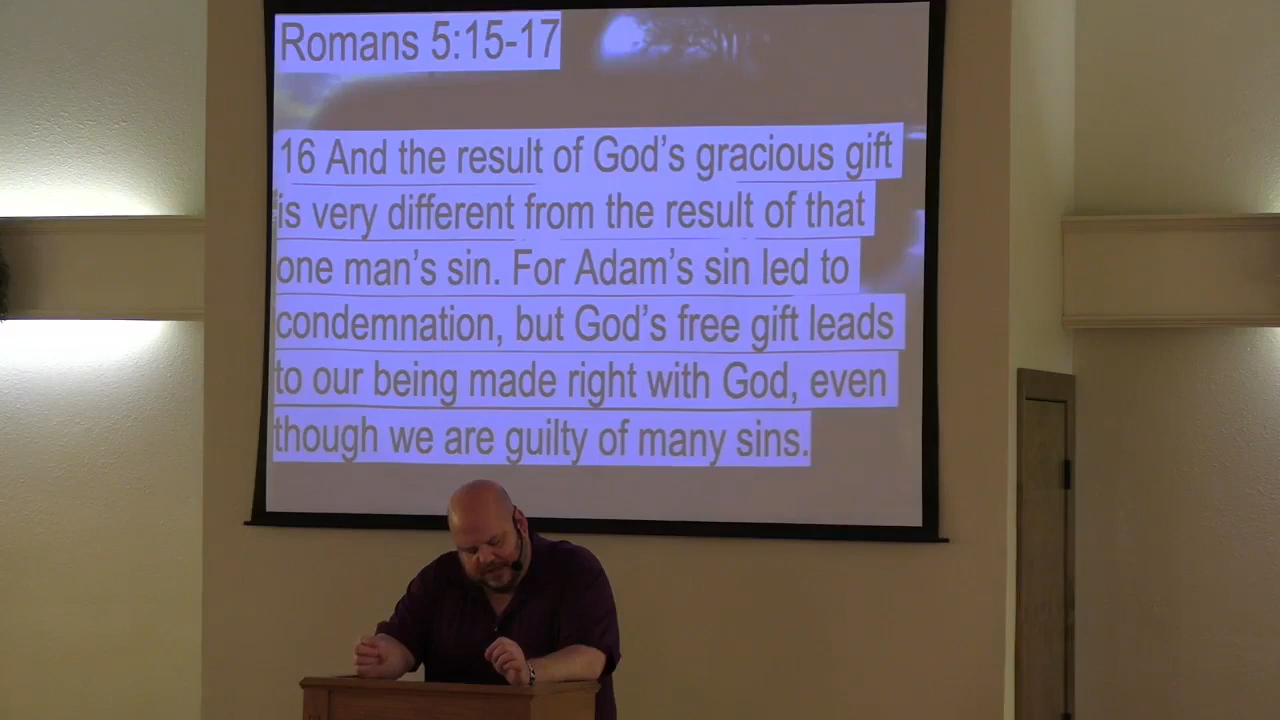 Romans 5:15-17
16 And the result of God’s gracious gift
is very different from the result of that
one man’s sin. For Adam’s sin led to
condemnation, but God’s free gift leads
to our being made right with God, even
though we are guilty of many sins.